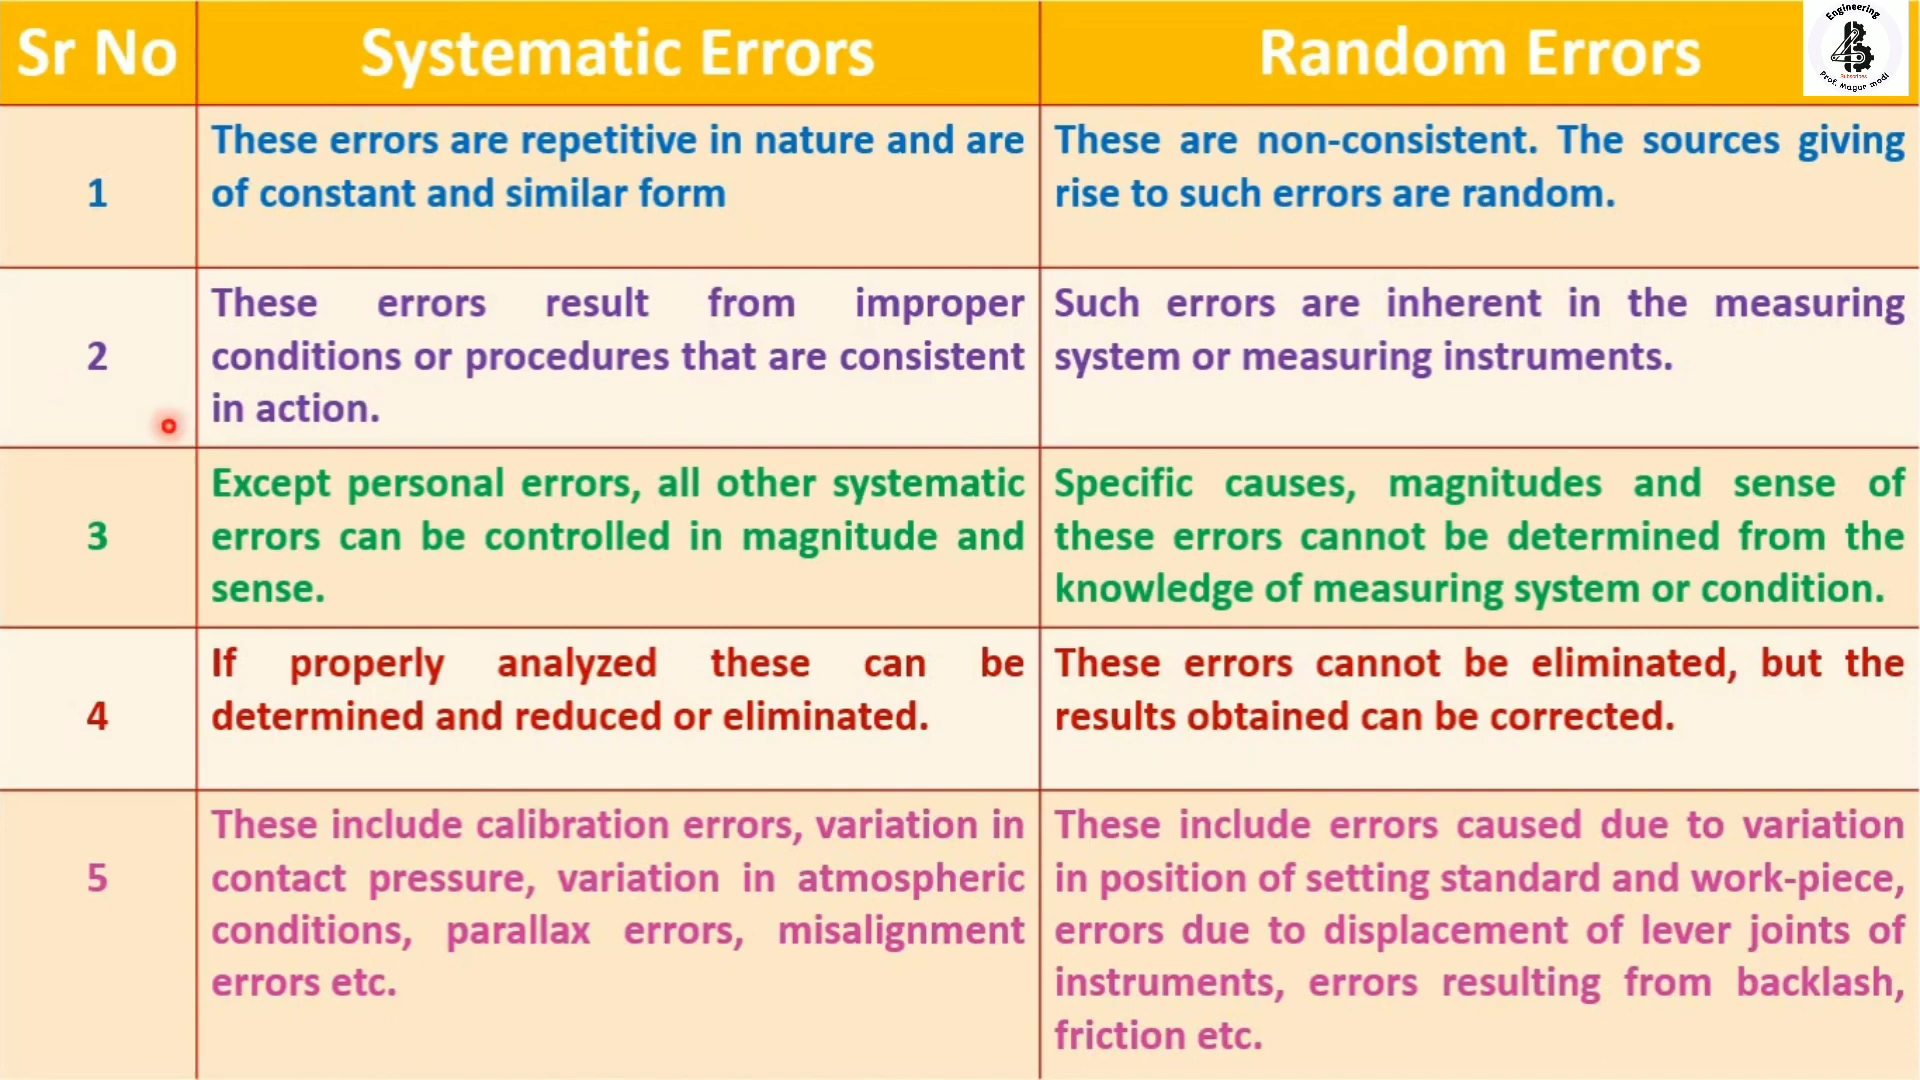 Sr No
Systematic Errors
Random Errors
Engineering
Subscribes
Prof. Magur modi
1
These errors are repetitive in nature and are
of constant and similar form
These are non-consistent. The sources giving
rise to such errors are random.
2
These errors result from improper
conditions or procedures that are consistent
in action.
Such errors are inherent in the measuring
system or measuring instruments.
3
Except personal errors, all other systematic
errors can be controlled in magnitude and
sense.
Specific causes, magnitudes and sense of
these errors cannot be determined from the
knowledge of measuring system or condition.
4
If properly analyzed these can be
determined and reduced or eliminated.
These errors cannot be eliminated, but the
results obtained can be corrected.
5
These include calibration errors, variation in
contact pressure, variation in atmospheric
conditions, parallax errors, misalignment
errors etc.
These include errors caused due to variation
in position of setting standard and work-piece,
errors due to displacement of lever joints of
instruments, errors resulting from backlash,
friction etc.